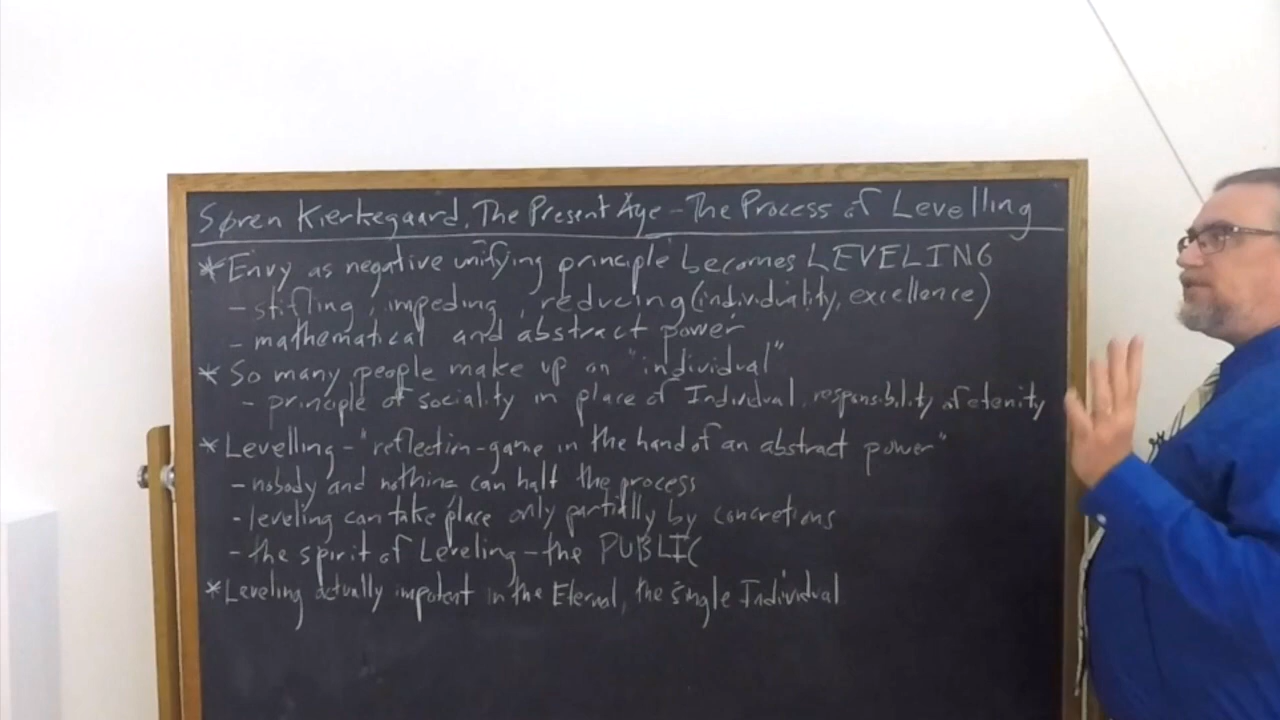 Søren Kierkegaard, The Present Age - The Process of Levelling
* Envy as negative unifying principle becomes LEVELING
- stifling, impeding, reducing (individuality, excellence)
- mathematical and abstract power
* So many people make up an "individual"
- principle of sociality in place of Individual responsibility of eternity
* Levelling - "reflection-game in the hand of an abstract power"
- nobody and nothing can halt the process
- leveling can take place only partially by concretions
- the spirit of Leveling - the PUBLIC
* Leveling actually impotent in the Eternal, the single Individual